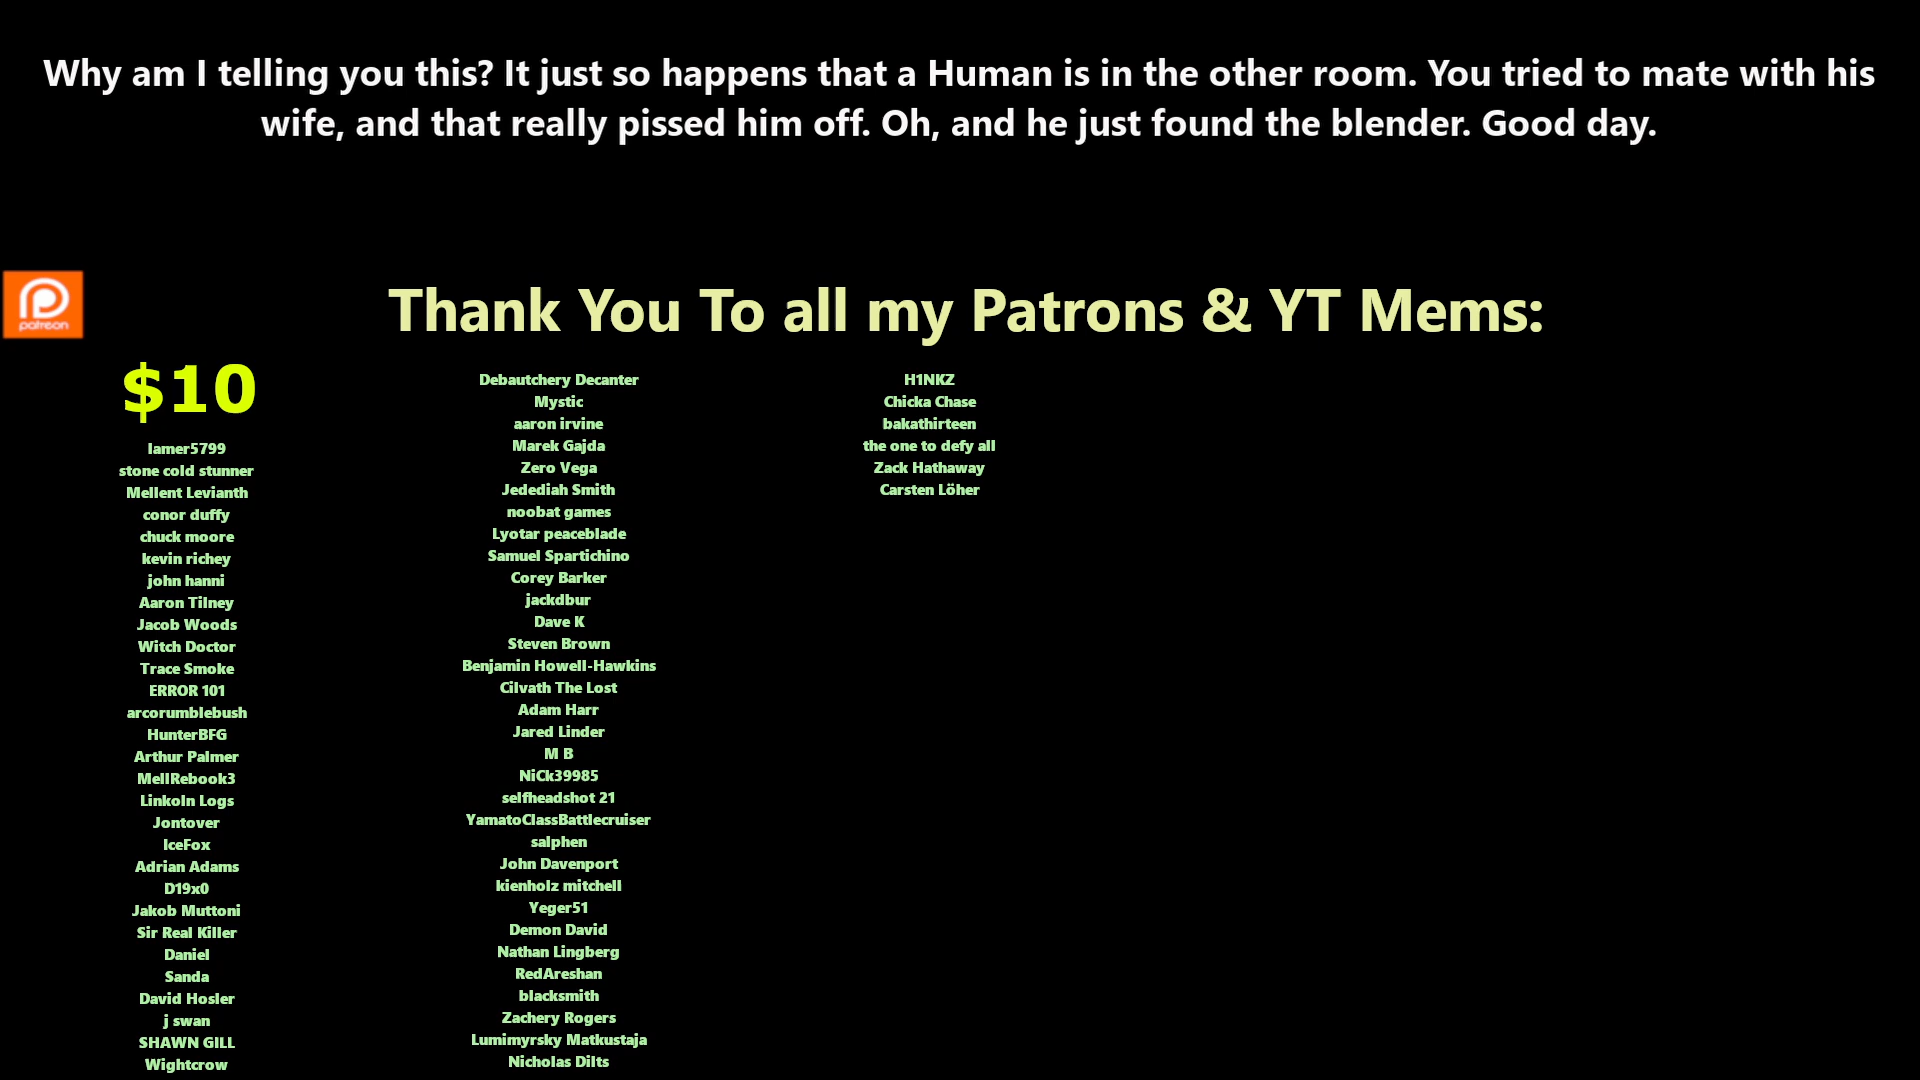 Why am I telling you this? It just so happens that a Human is in the other room. You tried to mate with his
wife, and that really pissed him off. Oh, and he just found the blender. Good day.
patreon
Thank You To all my Patrons & YT Mems:
$10
lamer5799
stone cold stunner
Mellent Levianth
conor duffy
chuck moore
kevin richey
john hanni
Aaron Tilney
Jacob Woods
Witch Doctor
Trace Smoke
ERROR 101
arcorumblebush
HunterBFG
Arthur Palmer
MellRebook3
Linkoln Logs
Jontover
IceFox
Adrian Adams
D19x0
Jakob Muttoni
Sir Real Killer
Daniel
Sanda
David Hosler
j swan
SHAWN GILL
Wightcrow
Debautchery Decanter
Mystic
aaron irvine
Marek Gajda
Zero Vega
Jedediah Smith
noobat games
Lyotar peaceblade
Samuel Spartichino
Corey Barker
jackdbur
Dave K
Steven Brown
Benjamin Howell-Hawkins
Cilvath The Lost
Adam Harr
Jared Linder
M B
NiCk39985
selfheadshot 21
YamatoClassBattlecruiser
salphen
John Davenport
kienholz mitchell
Yeger51
Demon David
Nathan Lingberg
RedAreshan
blacksmith
Zachery Rogers
Lumimyrsky Matkustaja
Nicholas Dilts
H1NKZ
Chicka Chase
bakathirteen
the one to defy all
Zack Hathaway
Carsten Löher